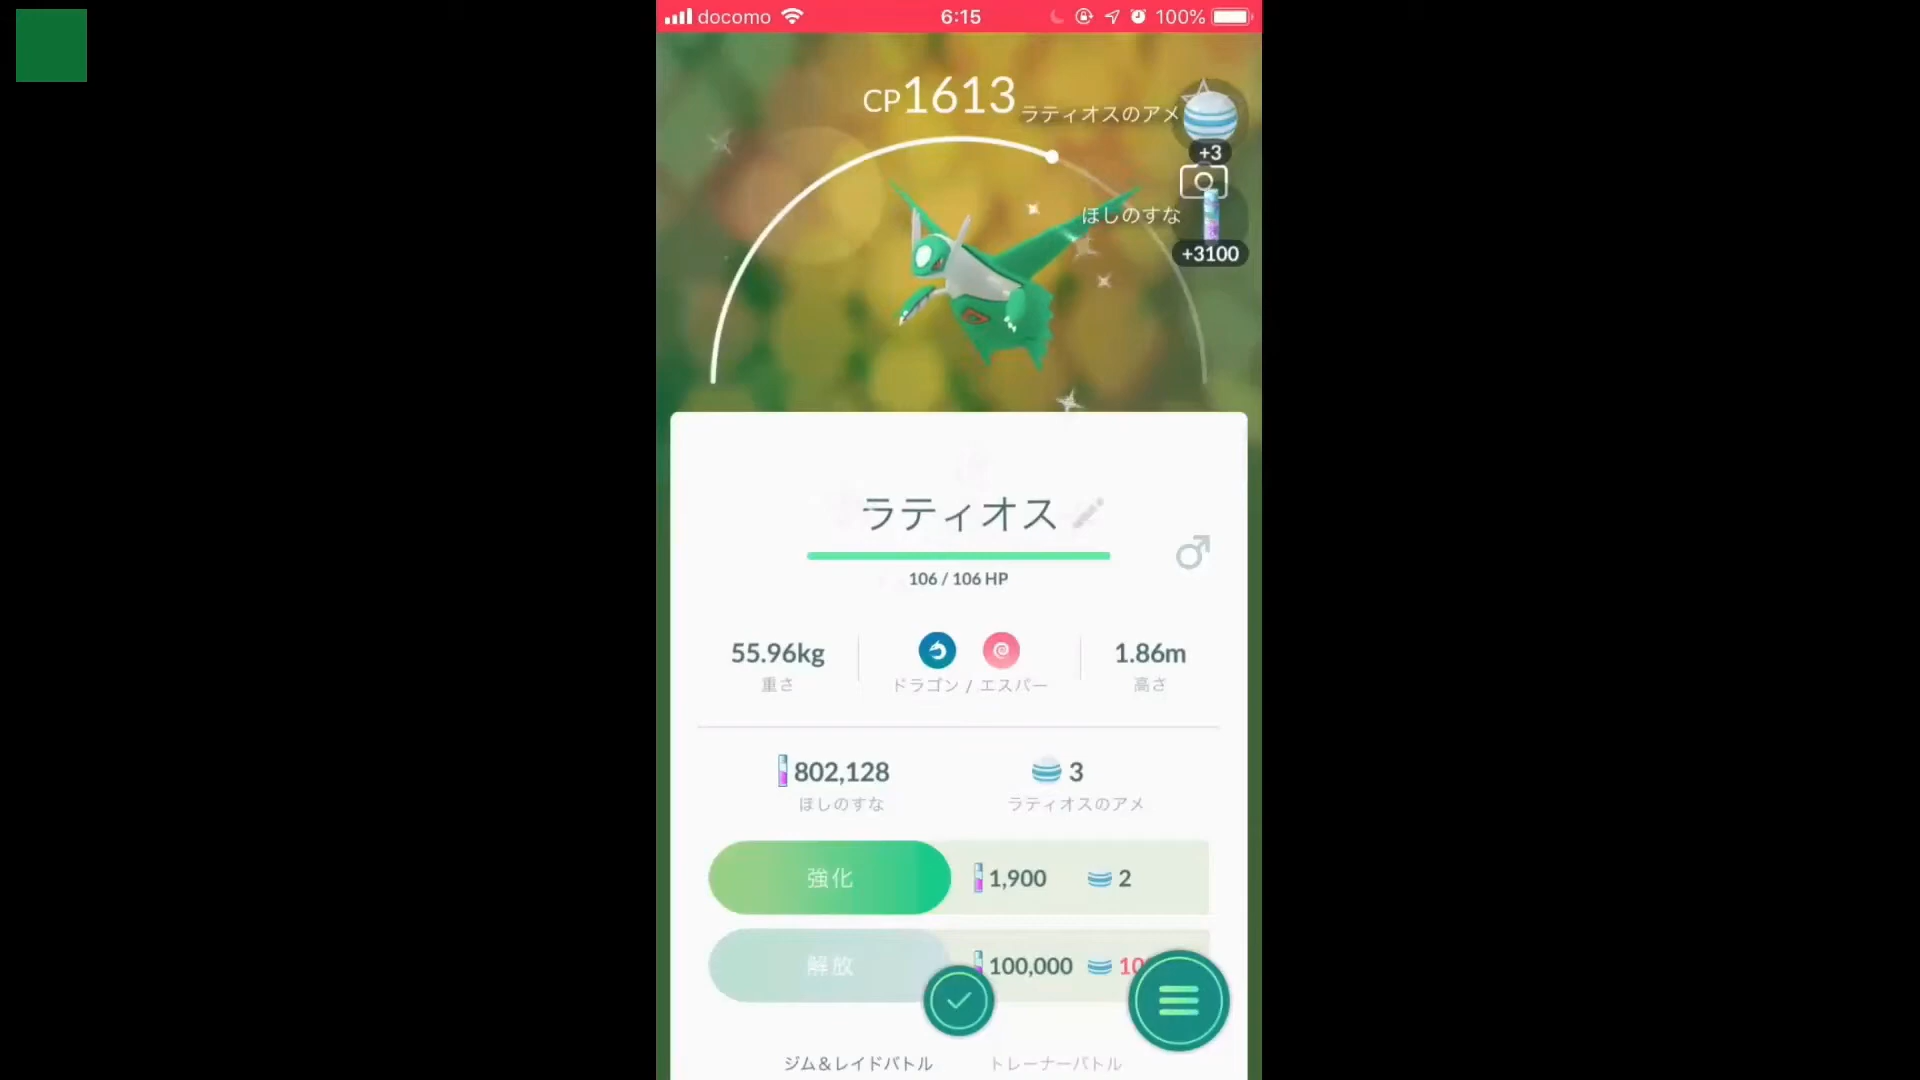 docomo 6:15 100%
CP1613
ラティオスのアメ
+3
ほしのすな
+3100
ラティオス
106 / 106 HP
55.96kg
重さ
ドラゴン / エスパー
1.86m
高さ
802,128
ほしのすな
3
ラティオスのアメ
強化 1,900 2
解放 100,000 10
ジム＆レイドバトル トレーナーバトル